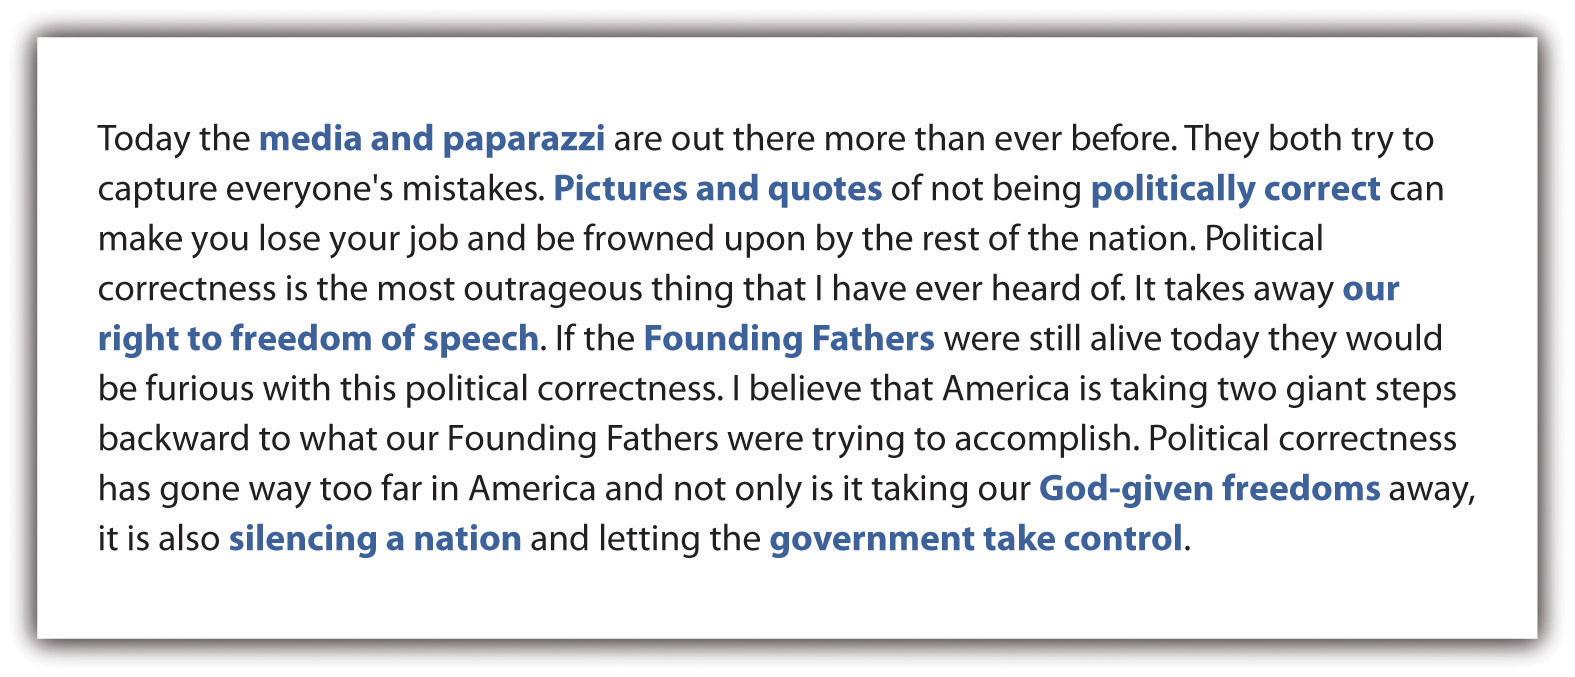 Today the media and paparazzi are out there more than ever before. They both try to
capture everyone's mistakes. Pictures and quotes of not being politically correct can
make you lose your job and be frowned upon by the rest of the nation. Political
correctness is the most outrageous thing that I have ever heard of. It takes away our
right to freedom of speech. If the Founding Fathers were still alive today they would
be furious with this political correctness. I believe that America is taking two giant steps
backward to what our Founding Fathers were trying to accomplish. Political correctness
has gone way too far in America and not only is it taking our God-given freedoms away,
it is also silencing a nation and letting the government take control.